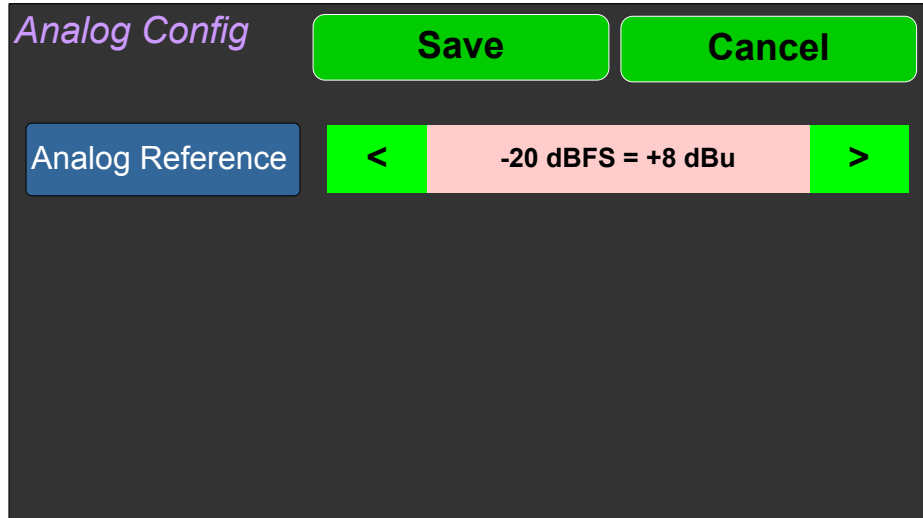 Analog Config
Save
Cancel
Analog Reference
<
-20 dBFS = +8 dBu
>